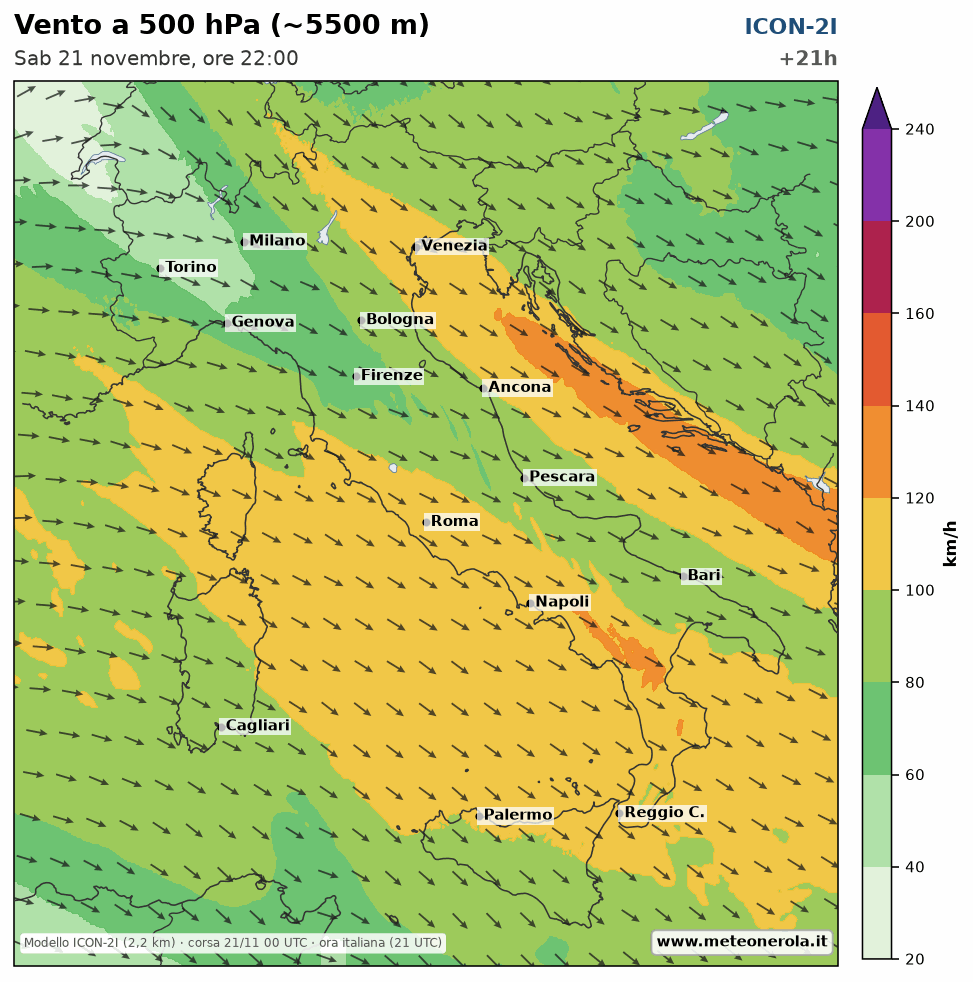 Vento a 500 hPa (~5500 m)
ICON-2I
Sab 21 novembre, ore 22:00
+21h
Milano
Venezia
Torino
Genova
Bologna
Firenze
Ancona
Pescara
Roma
Bari
Napoli
Cagliari
Palermo
Reggio C.
240
200
160
140
120
100
80
60
40
20
km/h
Modello ICON-2I (2,2 km) · corsa 21/11 00 UTC · ora italiana (21 UTC)
www.meteonerola.it